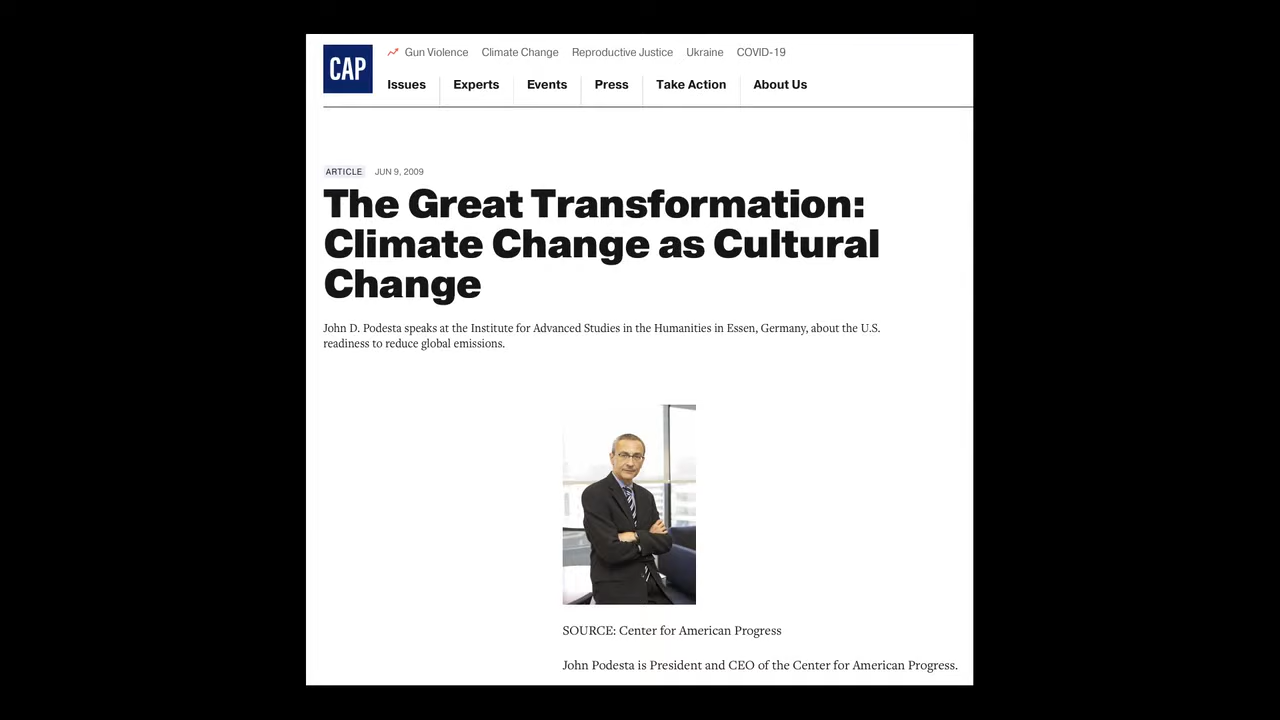 CAP
Gun Violence Climate Change Reproductive Justice Ukraine COVID-19
Issues Experts Events Press Take Action About Us
ARTICLE JUN 9, 2009
The Great Transformation:
Climate Change as Cultural
Change
John D. Podesta speaks at the Institute for Advanced Studies in the Humanities in Essen, Germany, about the U.S.
readiness to reduce global emissions.
SOURCE: Center for American Progress
John Podesta is President and CEO of the Center for American Progress.